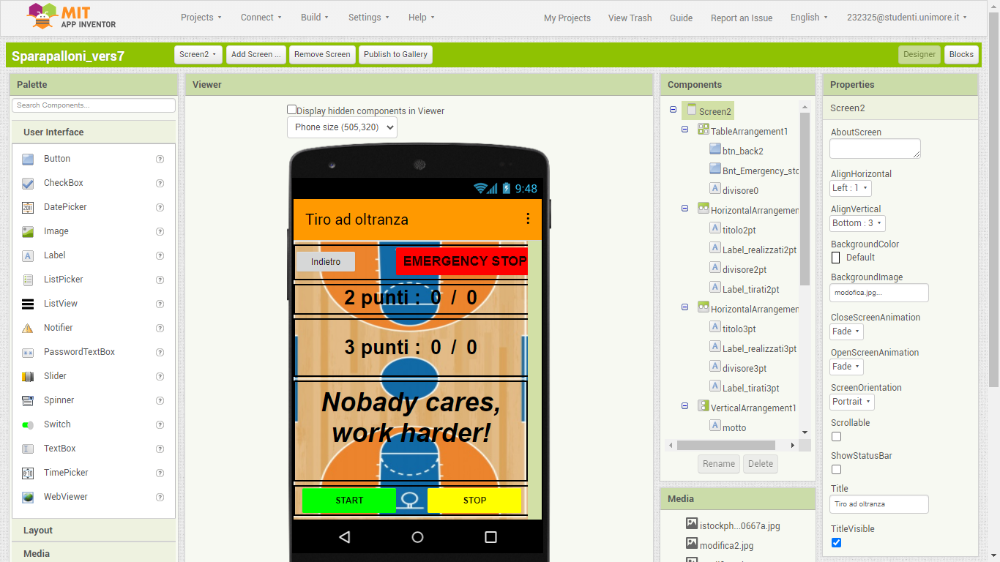 MIT
APP INVENTOR
Projects
Connect
Build
Settings
Help
My Projects
View Trash
Guide
Report an Issue
English
232325@studenti.unimore.it
Sparapalloni_vers7
Screen2
Add Screen ...
Remove Screen
Publish to Gallery
Designer
Blocks
Palette
Search Components...
User Interface
Button
CheckBox
DatePicker
Image
Label
ListPicker
ListView
Notifier
PasswordTextBox
Slider
Spinner
Switch
TextBox
TimePicker
WebViewer
Layout
Media
Viewer
Display hidden components in Viewer
Phone size (505,320)
9:48
Tiro ad oltranza
Indietro
EMERGENCY STOP
2 punti : 0 / 0
3 punti : 0 / 0
Nobady cares,
work harder!
START
STOP
Components
Screen2
TableArrangement1
btn_back2
Bnt_Emergency_sto
divisore0
HorizontalArrangemen
titolo2pt
Label_realizzati2pt
divisore2pt
Label_tirati2pt
HorizontalArrangemen
titolo3pt
Label_realizzati3pt
divisore3pt
Label_tirati3pt
VerticalArrangement1
motto
Rename
Delete
Media
istockph...0667a.jpg
modifica2.jpg
Properties
Screen2
AboutScreen
AlignHorizontal
Left : 1
AlignVertical
Bottom : 3
BackgroundColor
Default
BackgroundImage
modofica.jpg...
CloseScreenAnimation
Fade
OpenScreenAnimation
Fade
ScreenOrientation
Portrait
Scrollable
ShowStatusBar
Title
Tiro ad oltranza
TitleVisible